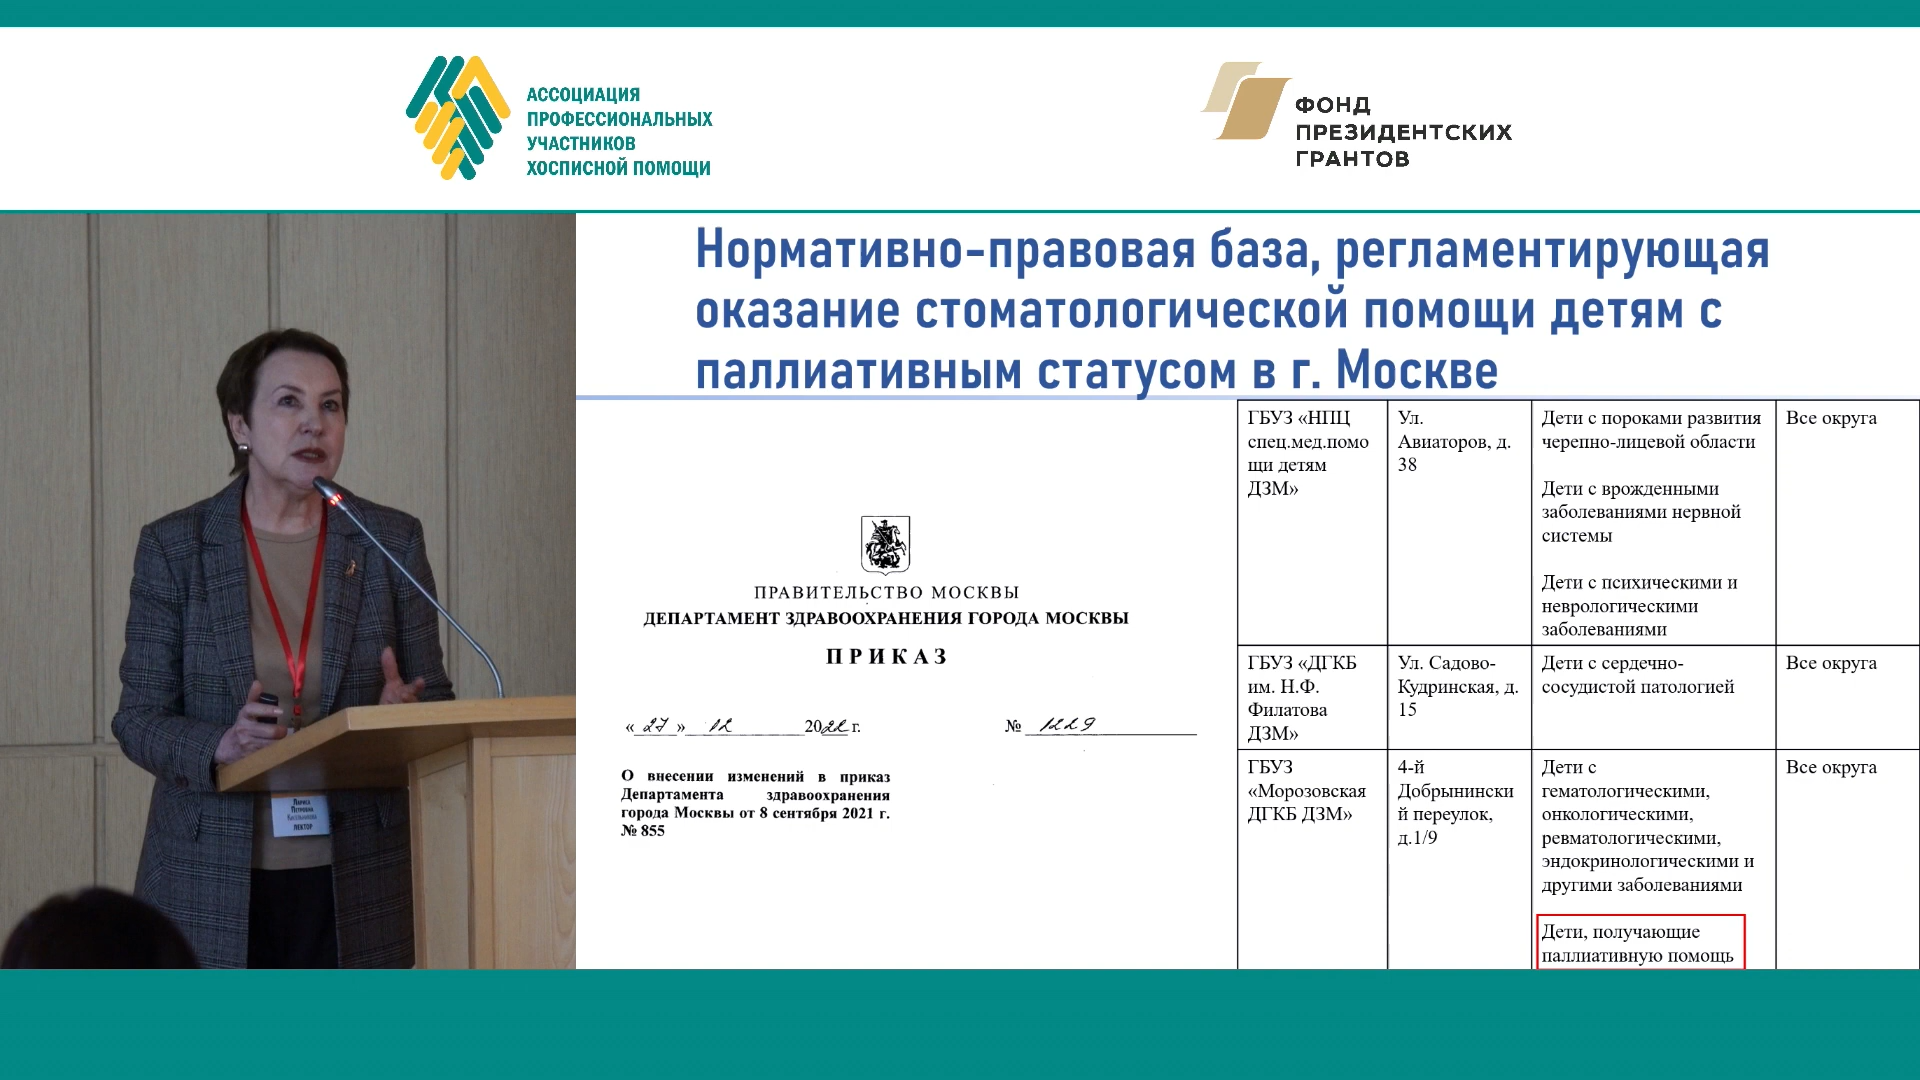 АССОЦИАЦИЯ
ПРОФЕССИОНАЛЬНЫХ
УЧАСТНИКОВ
ХОСПИСНОЙ ПОМОЩИ
ФОНД
ПРЕЗИДЕНТСКИХ
ГРАНТОВ
Нормативно-правовая база, регламентирующая
оказание стоматологической помощи детям с
паллиативным статусом в г. Москве
ПРАВИТЕЛЬСТВО МОСКВЫ
ДЕПАРТАМЕНТ ЗДРАВООХРАНЕНИЯ ГОРОДА МОСКВЫ
ПРИКАЗ
«27» 12 2022 г.
№ 1229
О внесении изменений в приказ
Департамента здравоохранения
города Москвы от 8 сентября 2021 г.
№ 855
ГБУЗ «НПЦ
спец.мед.помо
щи детям
ДЗМ»
Ул.
Авиаторов, д.
38
Дети с пороками развития
черепно-лицевой области
Дети с врожденными
заболеваниями нервной
системы
Дети с психическими и
неврологическими
заболеваниями
Все округа
ГБУЗ «ДГКБ
им. Н.Ф.
Филатова
ДЗМ»
Ул. Садово-
Кудринская, д.
15
Дети с сердечно-
сосудистой патологией
Все округа
ГБУЗ
«Морозовская
ДГКБ ДЗМ»
4-й
Добрынински
й переулок,
д.1/9
Дети с
гематологическими,
онкологическими,
ревматологическими,
эндокринологическими и
другими заболеваниями
Дети, получающие
паллиативную помощь
Все округа
Лариса
Петровна
ЛЕКТОР